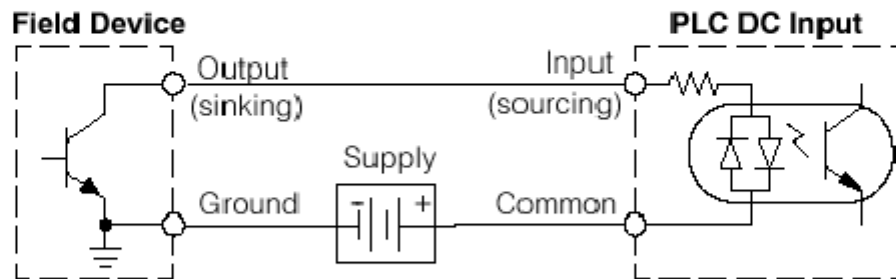 Field Device
PLC DC Input
Output
(sinking)
Input
(sourcing)
Supply
Ground
- +
Common